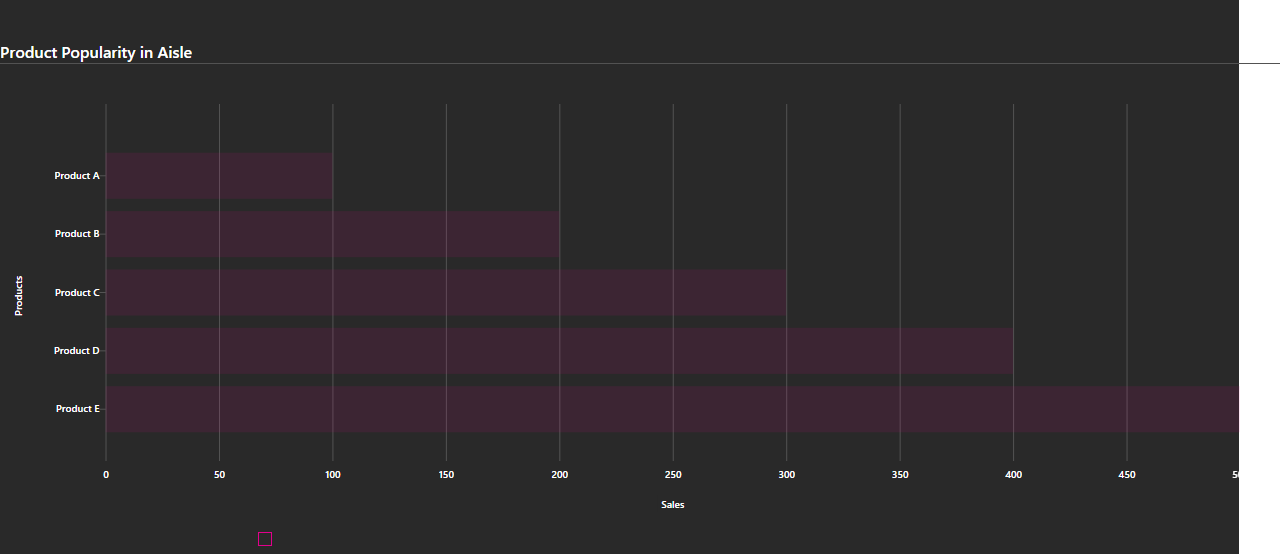 Product Popularity in Aisle
Product A
Product B
Product C
Product D
Product E
Products
0 50 100 150 200 250 300 350 400 450
Sales